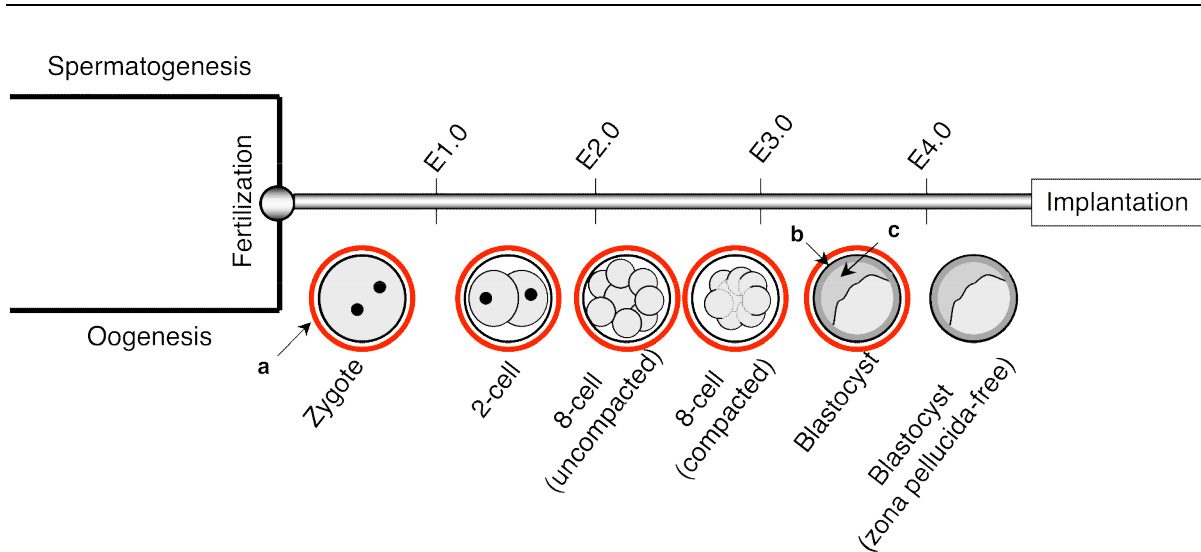 Spermatogenesis
Oogenesis
Fertilization
E1.0
E2.0
E3.0
E4.0
Implantation
a
b
c
Zygote
2-cell
8-cell
(uncompacted)
8-cell
(compacted)
Blastocyst
Blastocyst
(zona pellucida-free)